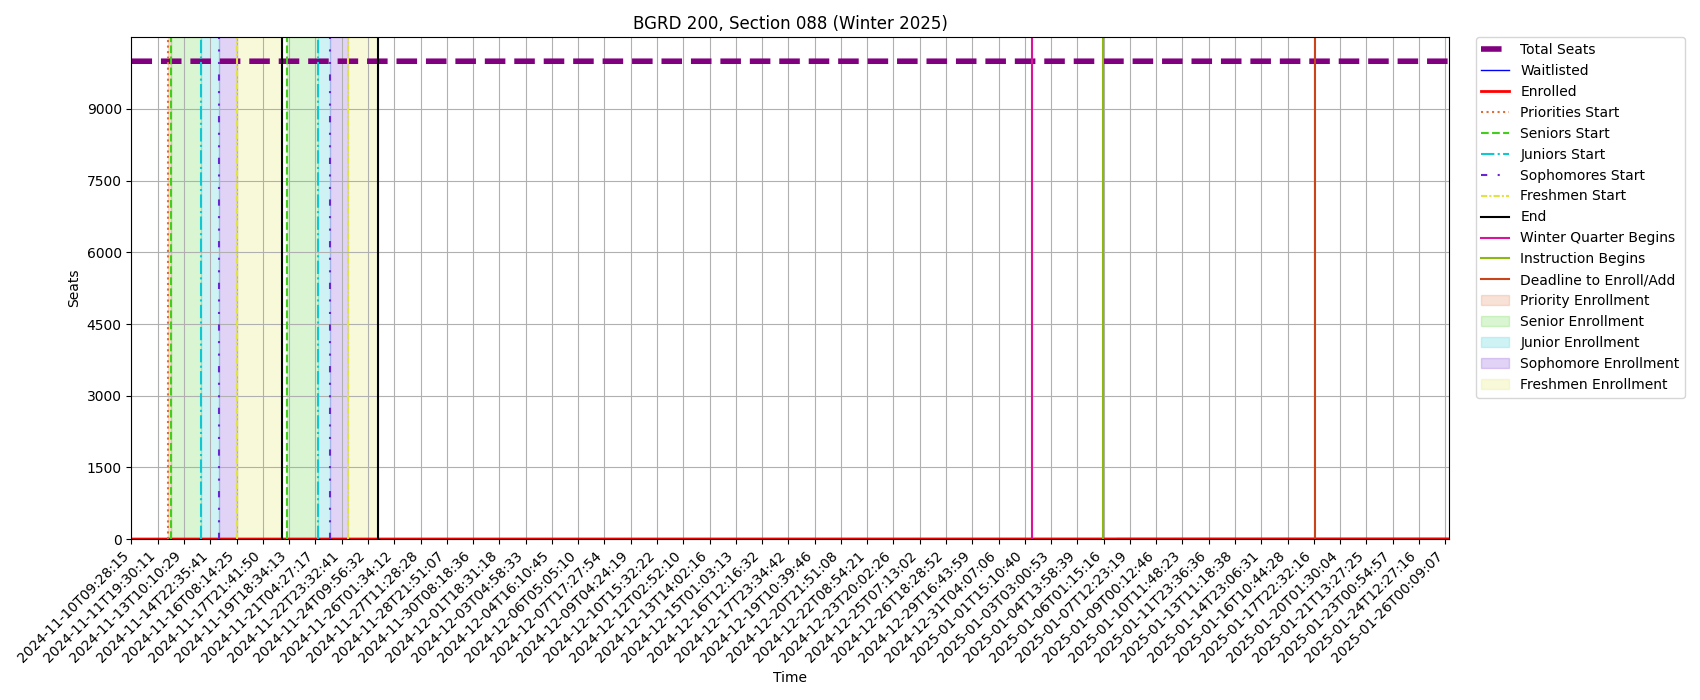 BGRD 200, Section 088 (Winter 2025)
Seats
9000
7500
6000
4500
3000
1500
0
2024-11-10T09:28:15
2024-11-11T19:30:11
2024-11-13T10:10:29
2024-11-14T22:35:41
2024-11-16T08:14:25
2024-11-17T21:41:50
2024-11-19T18:34:13
2024-11-21T04:27:17
2024-11-22T23:32:41
2024-11-24T09:56:32
2024-11-26T01:34:12
2024-11-27T11:28:28
2024-11-28T21:51:07
2024-11-30T08:18:36
2024-12-01T18:31:18
2024-12-03T04:58:33
2024-12-04T16:10:45
2024-12-06T05:05:10
2024-12-07T17:27:54
2024-12-09T04:24:19
2024-12-10T15:32:22
2024-12-12T02:52:10
2024-12-13T14:02:16
2024-12-15T01:03:13
2024-12-16T12:16:32
2024-12-17T23:34:42
2024-12-19T10:39:46
2024-12-20T21:51:08
2024-12-22T08:54:21
2024-12-23T20:02:26
2024-12-25T07:13:02
2024-12-26T18:28:52
2024-12-29T16:43:59
2024-12-31T04:07:06
2025-01-01T15:10:40
2025-01-03T03:00:53
2025-01-04T13:58:39
2025-01-06T01:15:16
2025-01-07T12:23:19
2025-01-09T00:12:46
2025-01-10T11:48:23
2025-01-11T23:36:36
2025-01-13T11:18:38
2025-01-14T23:06:31
2025-01-16T10:44:28
2025-01-17T22:32:16
2025-01-20T01:30:04
2025-01-21T13:27:25
2025-01-23T00:54:57
2025-01-24T12:27:16
2025-01-26T00:09:07
Time
Total Seats
Waitlisted
Enrolled
Priorities Start
Seniors Start
Juniors Start
Sophomores Start
Freshmen Start
End
Winter Quarter Begins
Instruction Begins
Deadline to Enroll/Add
Priority Enrollment
Senior Enrollment
Junior Enrollment
Sophomore Enrollment
Freshmen Enrollment